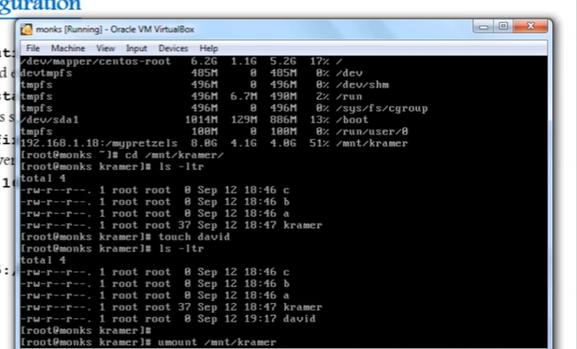 guration
monks [Running] - Oracle VM VirtualBox
File Machine View Input Devices Help
/dev/mapper/centos-root 6.2G 1.1G 5.2G 17% /
devtmpfs 485M 0 485M 0% /dev
tmpfs 496M 0 496M 0% /dev/shm
tmpfs 496M 6.7M 490M 2% /run
tmpfs 496M 0 496M 0% /sys/fs/cgroup
/dev/sda1 1014M 129M 886M 13% /boot
tmpfs 100M 0 100M 0% /run/user/0
192.168.1.18:/mypretzels 8.0G 4.1G 4.0G 51% /mnt/kramer
[root@monks ~]# cd /mnt/kramer/
[root@monks kramer]# ls -ltr
total 4
-rw-r--r--. 1 root root 0 Sep 12 18:46 c
-rw-r--r--. 1 root root 0 Sep 12 18:46 b
-rw-r--r--. 1 root root 0 Sep 12 18:46 a
-rw-r--r--. 1 root root 37 Sep 12 18:47 kramer
[root@monks kramer]# touch david
[root@monks kramer]# ls -ltr
total 4
-rw-r--r--. 1 root root 0 Sep 12 18:46 c
-rw-r--r--. 1 root root 0 Sep 12 18:46 b
-rw-r--r--. 1 root root 0 Sep 12 18:46 a
-rw-r--r--. 1 root root 37 Sep 12 18:47 kramer
-rw-r--r--. 1 root root 0 Sep 12 19:17 david
[root@monks kramer]#
[root@monks kramer]# umount /mnt/kramer